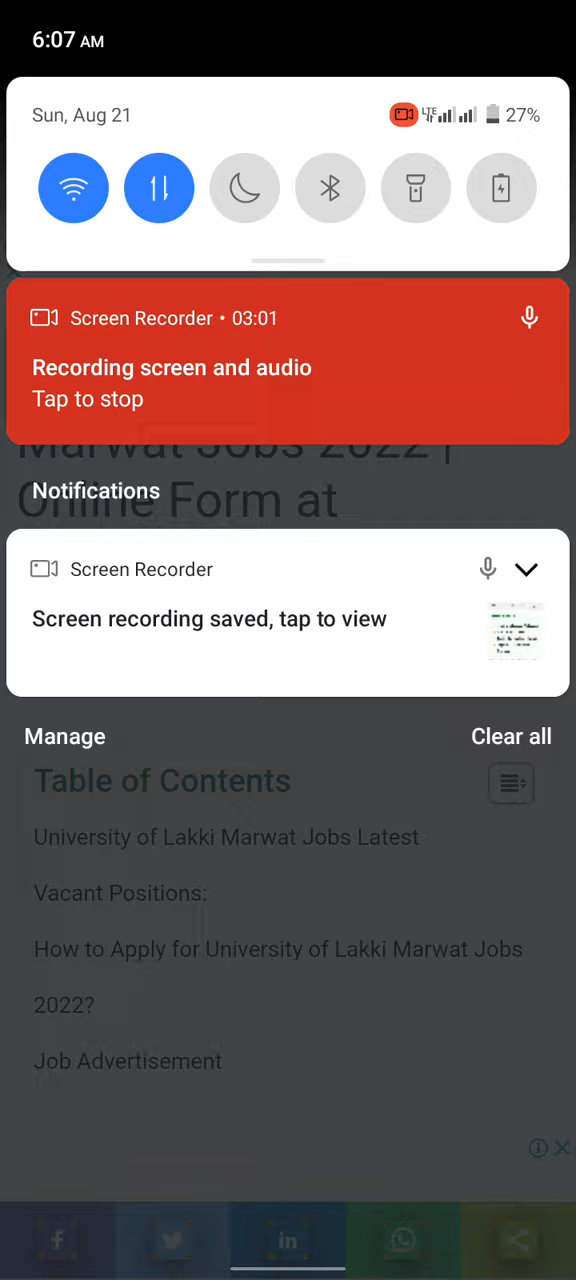 6:07 AM
Sun, Aug 21
LTE
27%
Screen Recorder • 03:01
Recording screen and audio
Tap to stop
Marwat Jobs 2022 |
Online Form at
Notifications
Screen Recorder
Screen recording saved, tap to view
Manage
Clear all
Table of Contents
University of Lakki Marwat Jobs Latest
Vacant Positions:
How to Apply for University of Lakki Marwat Jobs
2022?
Job Advertisement
f
in